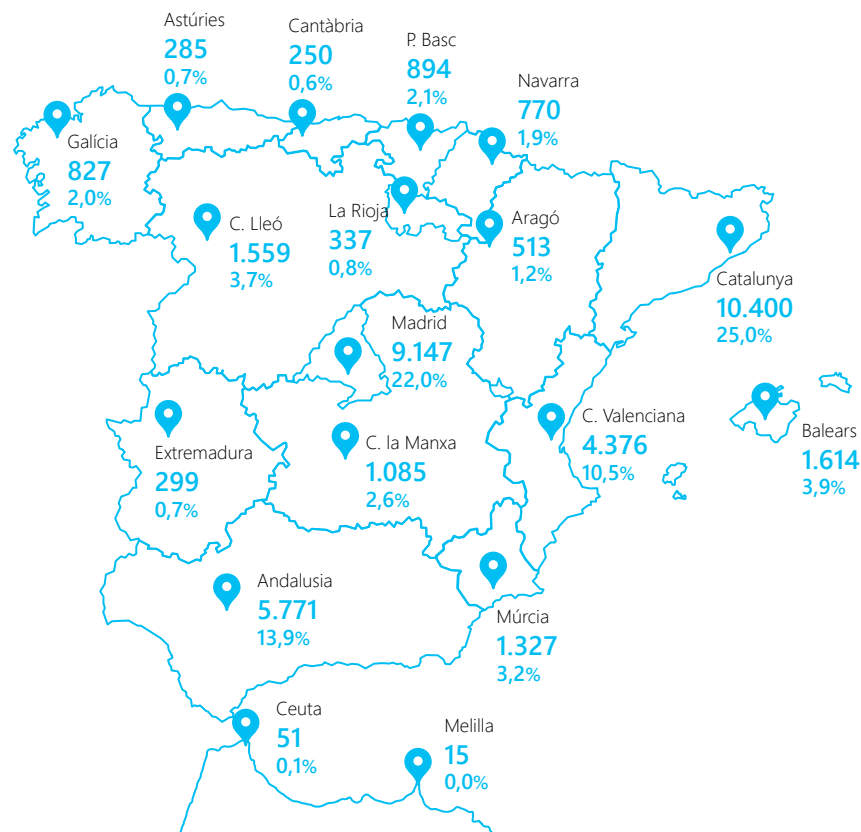 Astúries
285
0,7%
Cantàbria
250
0,6%
P. Basc
894
2,1%
Navarra
770
1,9%
Galícia
827
2,0%
C. Lleó
1.559
3,7%
La Rioja
337
0,8%
Aragó
513
1,2%
Catalunya
10.400
25,0%
Madrid
9.147
22,0%
Extremadura
299
0,7%
C. la Manxa
1.085
2,6%
C. Valenciana
4.376
10,5%
Balears
1.614
3,9%
Andalusia
5.771
13,9%
Múrcia
1.327
3,2%
Ceuta
51
0,1%
Melilla
15
0,0%